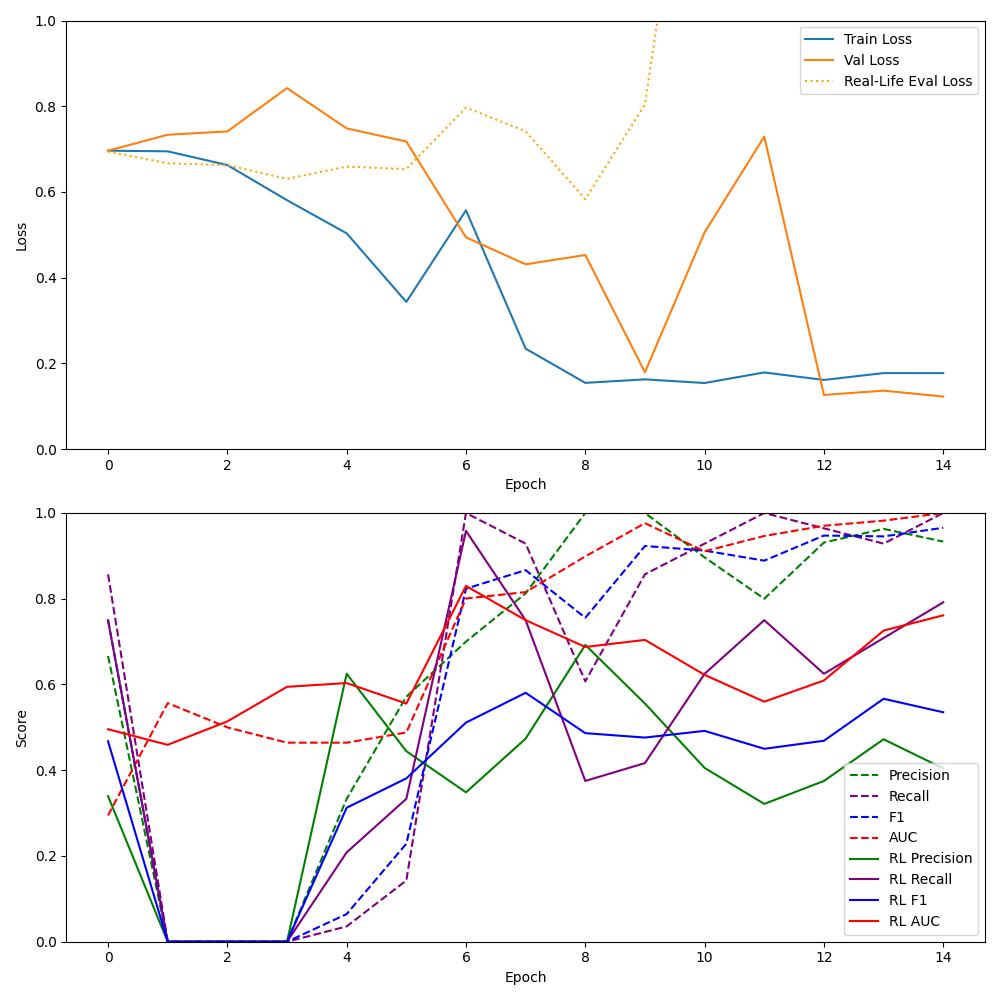 1.0
0.8
0.6
0.4
0.2
0.0
Loss
Train Loss
Val Loss
Real-Life Eval Loss
0 2 4 6 8 10 12 14
Epoch
1.0
0.8
0.6
0.4
0.2
0.0
Score
Precision
Recall
F1
AUC
RL Precision
RL Recall
RL F1
RL AUC
0 2 4 6 8 10 12 14
Epoch